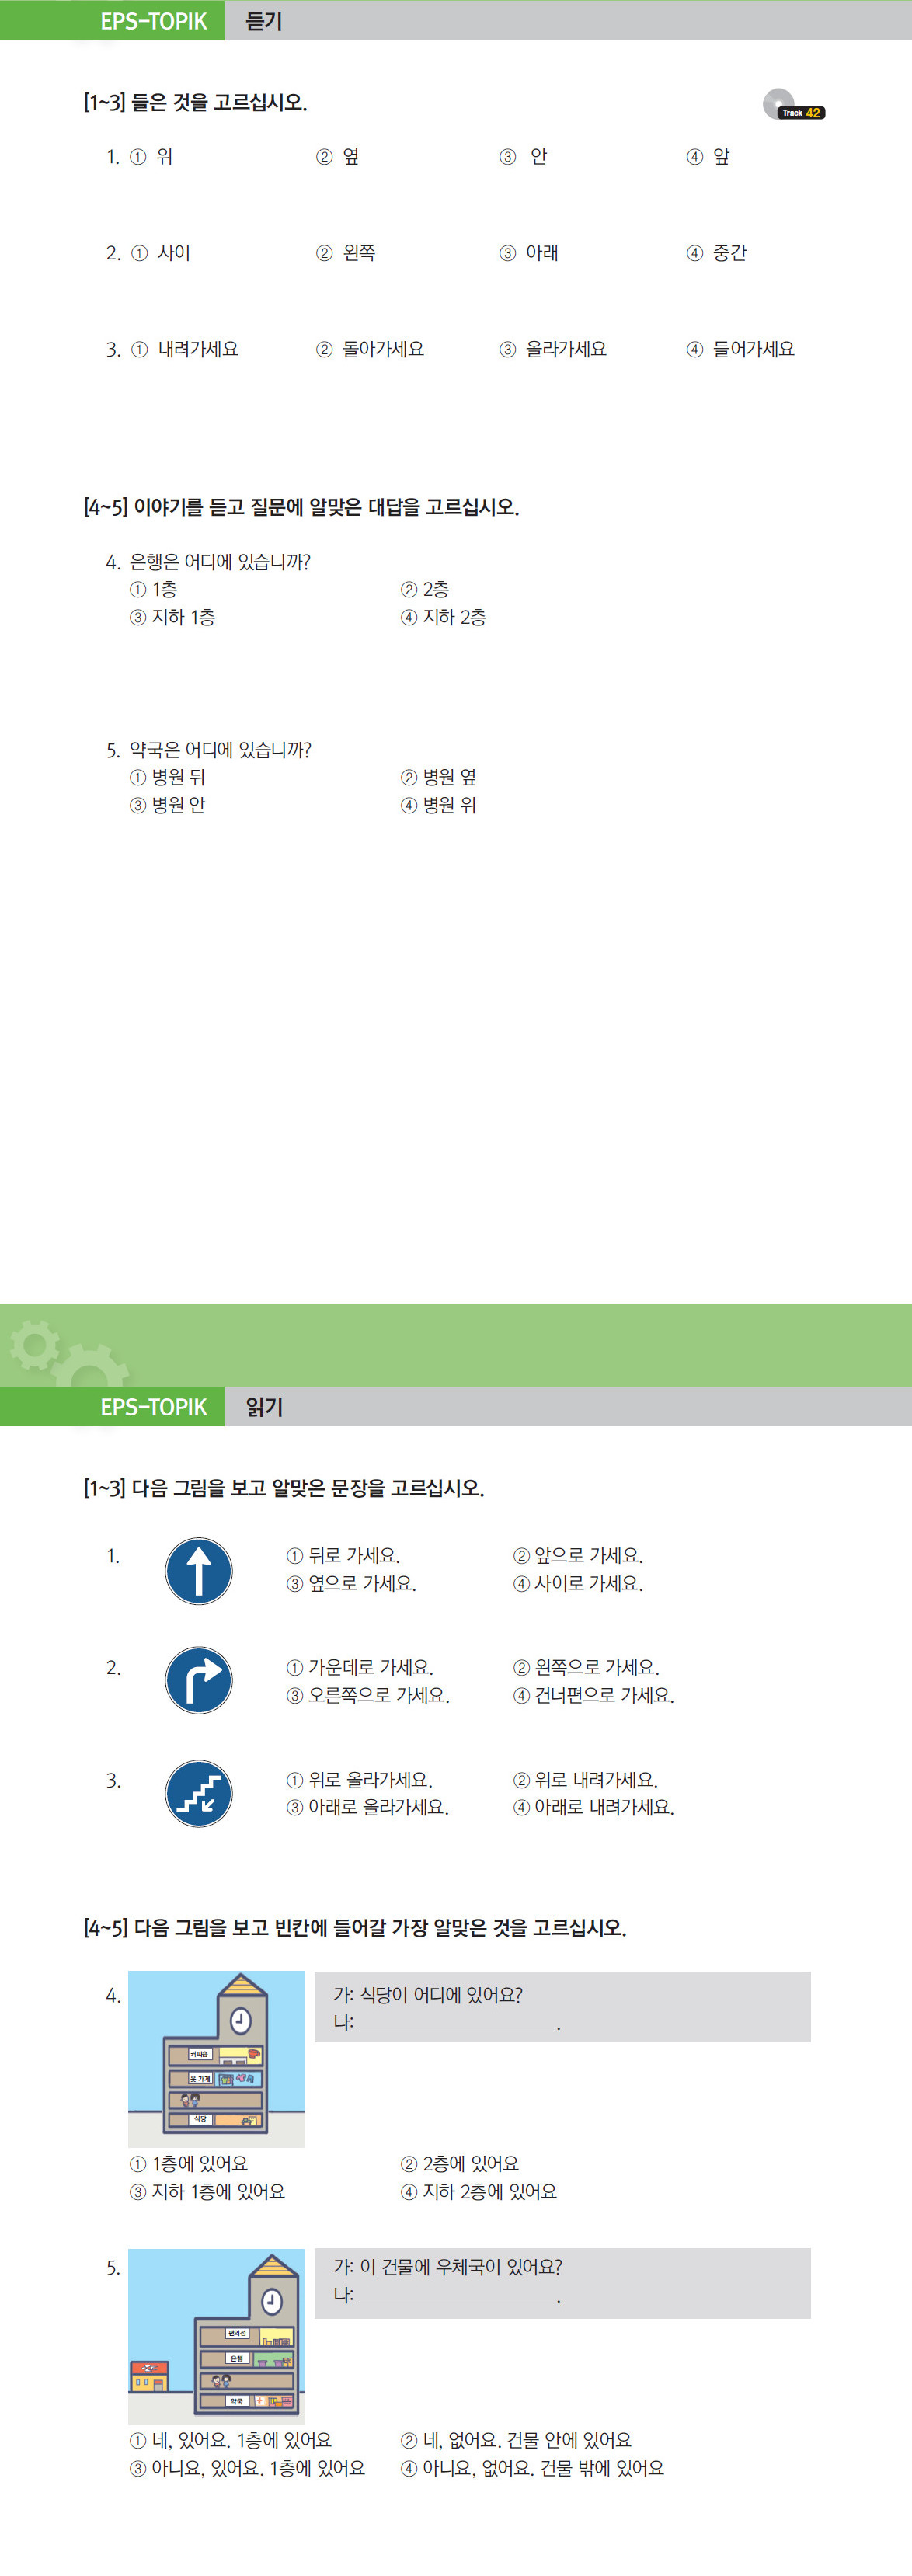 EPS-TOPIK 듣기
[1~3] 들은 것을 고르십시오.
Track 42
1. ① 위 ② 옆 ③ 안 ④ 앞
2. ① 사이 ② 왼쪽 ③ 아래 ④ 중간
3. ① 내려가세요 ② 돌아가세요 ③ 올라가세요 ④ 들어가세요
[4~5] 이야기를 듣고 질문에 알맞은 대답을 고르십시오.
4. 은행은 어디에 있습니까?
① 1층 ② 2층
③ 지하 1층 ④ 지하 2층
5. 약국은 어디에 있습니까?
① 병원 뒤 ② 병원 옆
③ 병원 안 ④ 병원 위
EPS-TOPIK 읽기
[1~3] 다음 그림을 보고 알맞은 문장을 고르십시오.
1. ① 뒤로 가세요. ② 앞으로 가세요.
③ 옆으로 가세요. ④ 사이로 가세요.
2. ① 가운데로 가세요. ② 왼쪽으로 가세요.
③ 오른쪽으로 가세요. ④ 건너편으로 가세요.
3. ① 위로 올라가세요. ② 위로 내려가세요.
③ 아래로 올라가세요. ④ 아래로 내려가세요.
[4~5] 다음 그림을 보고 빈칸에 들어갈 가장 알맞은 것을 고르십시오.
4. 가: 식당이 어디에 있어요?
나: ____________________.
커피숍
옷 가게
식당
① 1층에 있어요 ② 2층에 있어요
③ 지하 1층에 있어요 ④ 지하 2층에 있어요
5. 가: 이 건물에 우체국이 있어요?
나: ____________________.
편의점
은행
약국
① 네, 있어요. 1층에 있어요 ② 네, 없어요. 건물 안에 있어요
③ 아니요, 있어요. 1층에 있어요 ④ 아니요, 없어요. 건물 밖에 있어요